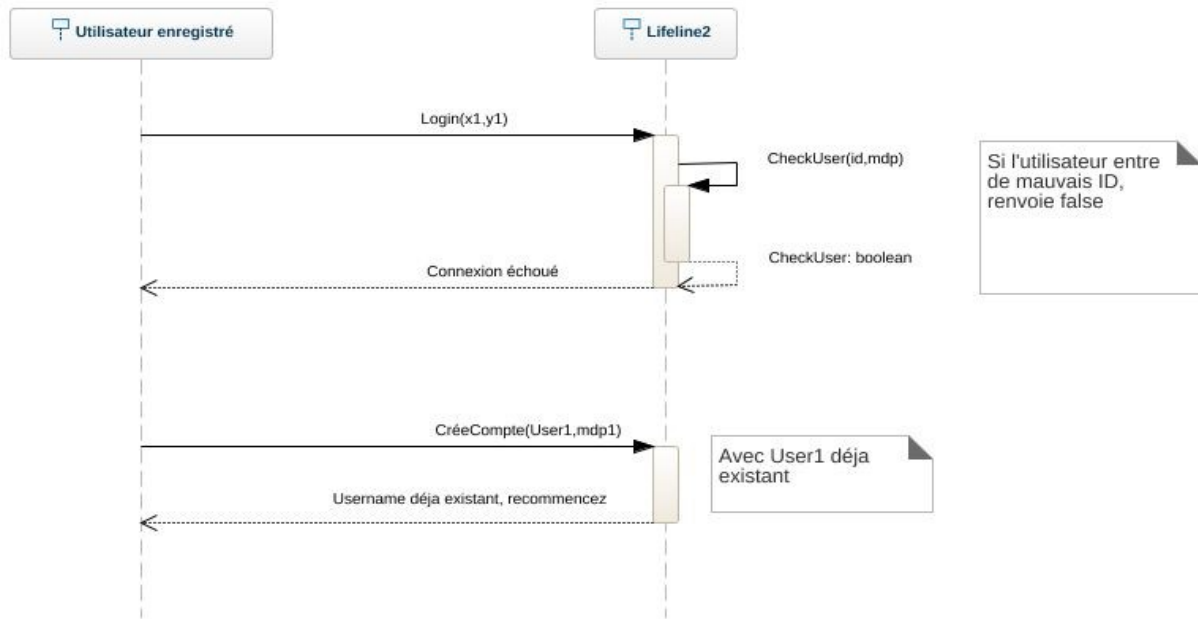 Utilisateur enregistré
Lifeline2
Login(x1,y1)
CheckUser(id,mdp)
Si l'utilisateur entre
de mauvais ID,
renvoie false
CheckUser: boolean
Connexion échoué
CréeCompte(User1,mdp1)
Avec User1 déja
existant
Username déja existant, recommencez